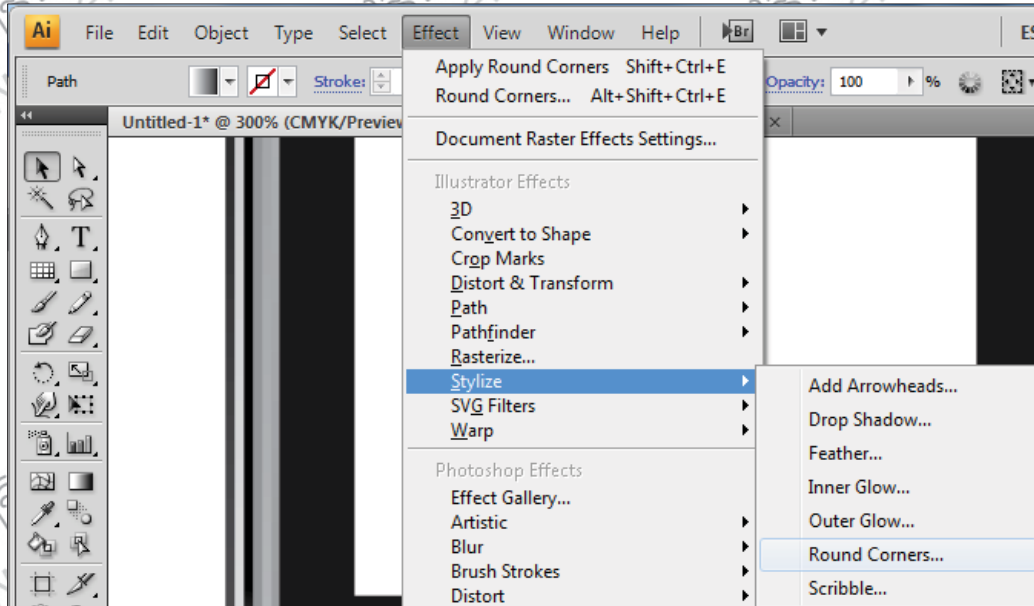 Ai File Edit Object Type Select Effect View Window Help Br ES
Path Stroke: Opacity: 100 %
Untitled-1* @ 300% (CMYK/Preview
Apply Round Corners Shift+Ctrl+E
Round Corners... Alt+Shift+Ctrl+E
Document Raster Effects Settings...
Illustrator Effects
3D
Convert to Shape
Crop Marks
Distort & Transform
Path
Pathfinder
Rasterize...
Stylize
SVG Filters
Warp
Photoshop Effects
Effect Gallery...
Artistic
Blur
Brush Strokes
Distort
Add Arrowheads...
Drop Shadow...
Feather...
Inner Glow...
Outer Glow...
Round Corners...
Scribble...